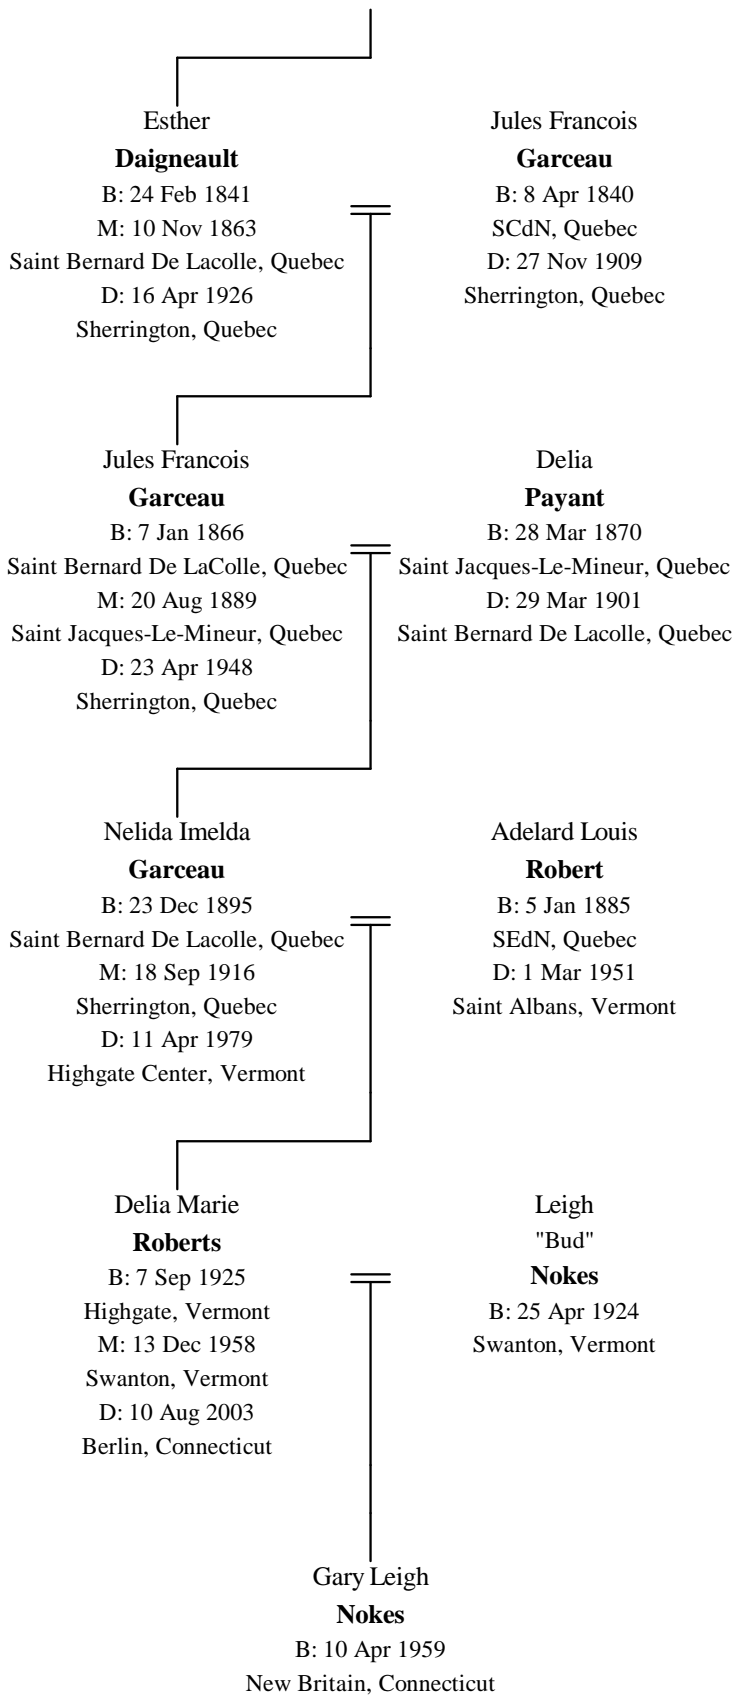 Esther
Daigneault
B: 24 Feb 1841
M: 10 Nov 1863
Saint Bernard De Lacolle, Quebec
D: 16 Apr 1926
Sherrington, Quebec
Jules Francois
Garceau
B: 8 Apr 1840
SCdN, Quebec
D: 27 Nov 1909
Sherrington, Quebec
Jules Francois
Garceau
B: 7 Jan 1866
Saint Bernard De LaColle, Quebec
M: 20 Aug 1889
Saint Jacques-Le-Mineur, Quebec
D: 23 Apr 1948
Sherrington, Quebec
Delia
Payant
B: 28 Mar 1870
Saint Jacques-Le-Mineur, Quebec
D: 29 Mar 1901
Saint Bernard De Lacolle, Quebec
Nelida Imelda
Garceau
B: 23 Dec 1895
Saint Bernard De Lacolle, Quebec
M: 18 Sep 1916
Sherrington, Quebec
D: 11 Apr 1979
Highgate Center, Vermont
Adelard Louis
Robert
B: 5 Jan 1885
SEdN, Quebec
D: 1 Mar 1951
Saint Albans, Vermont
Delia Marie
Roberts
B: 7 Sep 1925
Highgate, Vermont
M: 13 Dec 1958
Swanton, Vermont
D: 10 Aug 2003
Berlin, Connecticut
Leigh
"Bud"
Nokes
B: 25 Apr 1924
Swanton, Vermont
Gary Leigh
Nokes
B: 10 Apr 1959
New Britain, Connecticut